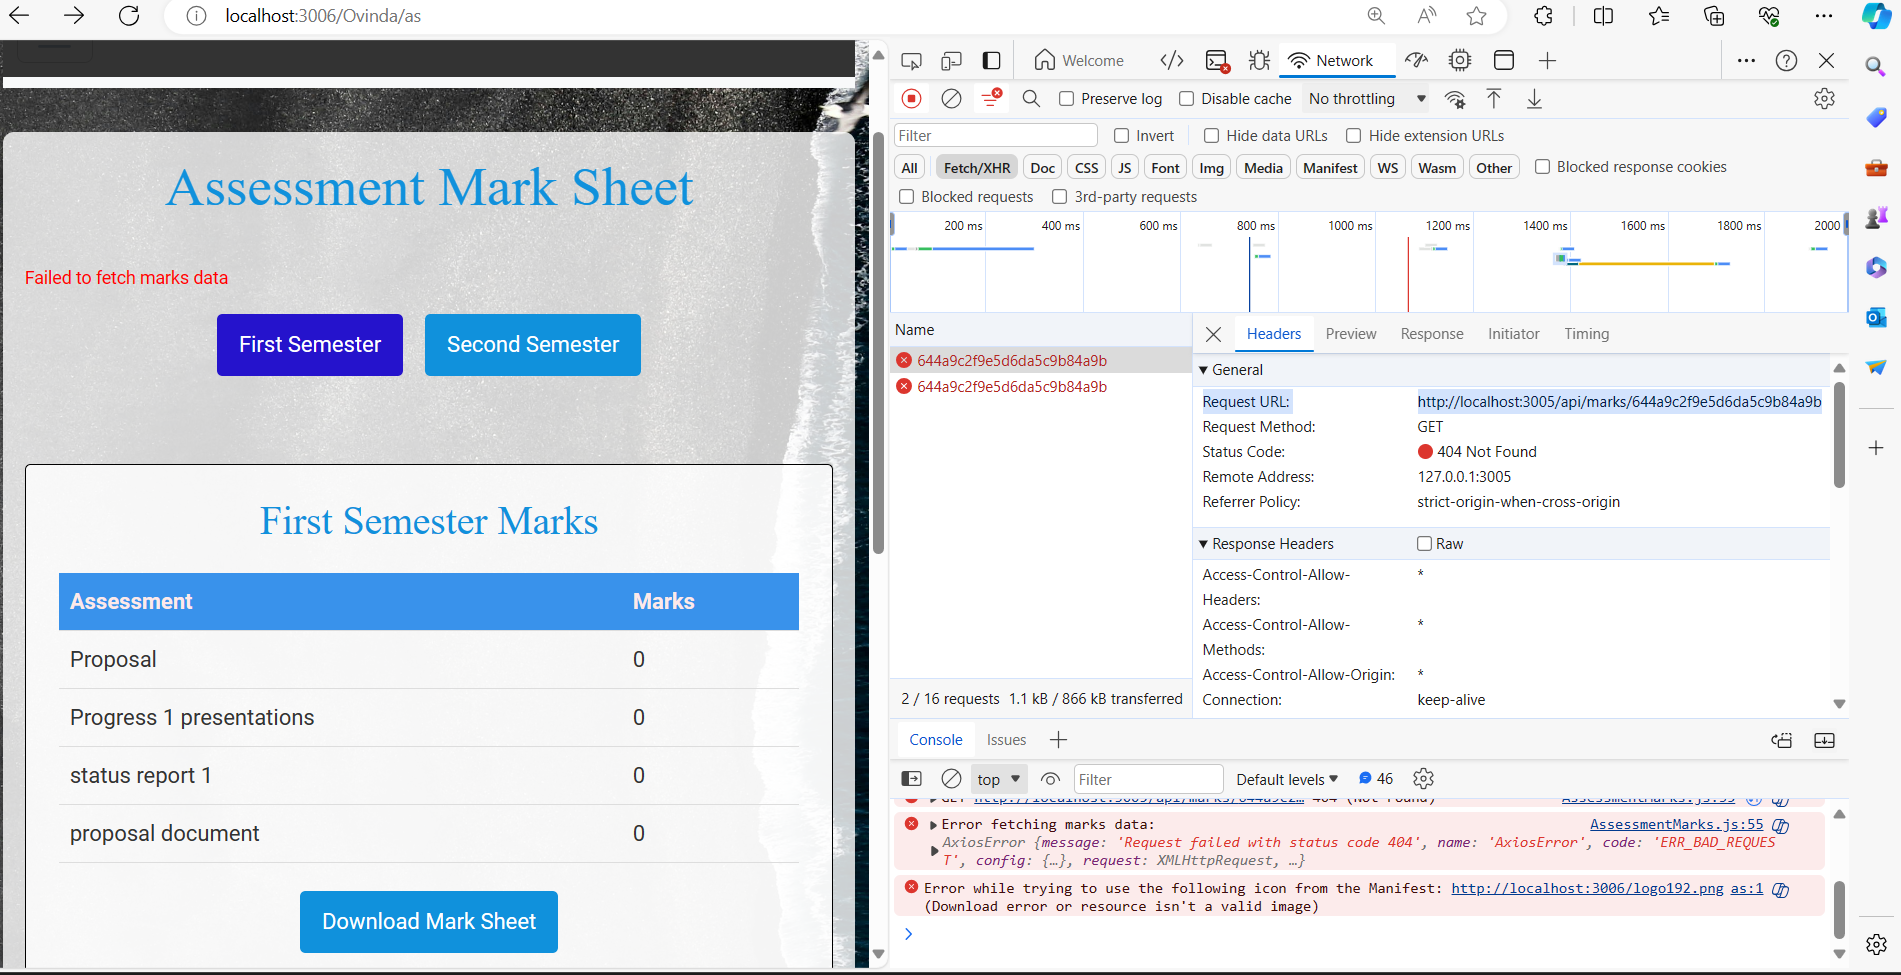 localhost:3006/Ovinda/as
Assessment Mark Sheet
Failed to fetch marks data
First Semester
Second Semester
First Semester Marks
Assessment Marks
Proposal 0
Progress 1 presentations 0
status report 1 0
proposal document 0
Download Mark Sheet
Welcome
Network
Preserve log
Disable cache
No throttling
Filter
Invert
Hide data URLs
Hide extension URLs
All Fetch/XHR Doc CSS JS Font Img Media Manifest WS Wasm Other
Blocked response cookies
Blocked requests
3rd-party requests
200 ms 400 ms 600 ms 800 ms 1000 ms 1200 ms 1400 ms 1600 ms 1800 ms 2000
Name
644a9c2f9e5d6da5c9b84a9b
644a9c2f9e5d6da5c9b84a9b
2 / 16 requests 1.1 kB / 866 kB transferred
Headers Preview Response Initiator Timing
General
Request URL: http://localhost:3005/api/marks/644a9c2f9e5d6da5c9b84a9b
Request Method: GET
Status Code: 404 Not Found
Remote Address: 127.0.0.1:3005
Referrer Policy: strict-origin-when-cross-origin
Response Headers
Raw
Access-Control-Allow- *
Headers:
Access-Control-Allow- *
Methods:
Access-Control-Allow-Origin: *
Connection: keep-alive
Console Issues
top
Filter
Default levels
46
Error fetching marks data: AssessmentMarks.js:55
AxiosError {message: 'Request failed with status code 404', name: 'AxiosError', code: 'ERR_BAD_REQUES
T', config: {…}, request: XMLHttpRequest, …}
Error while trying to use the following icon from the Manifest: http://localhost:3006/logo192.png as:1
(Download error or resource isn't a valid image)